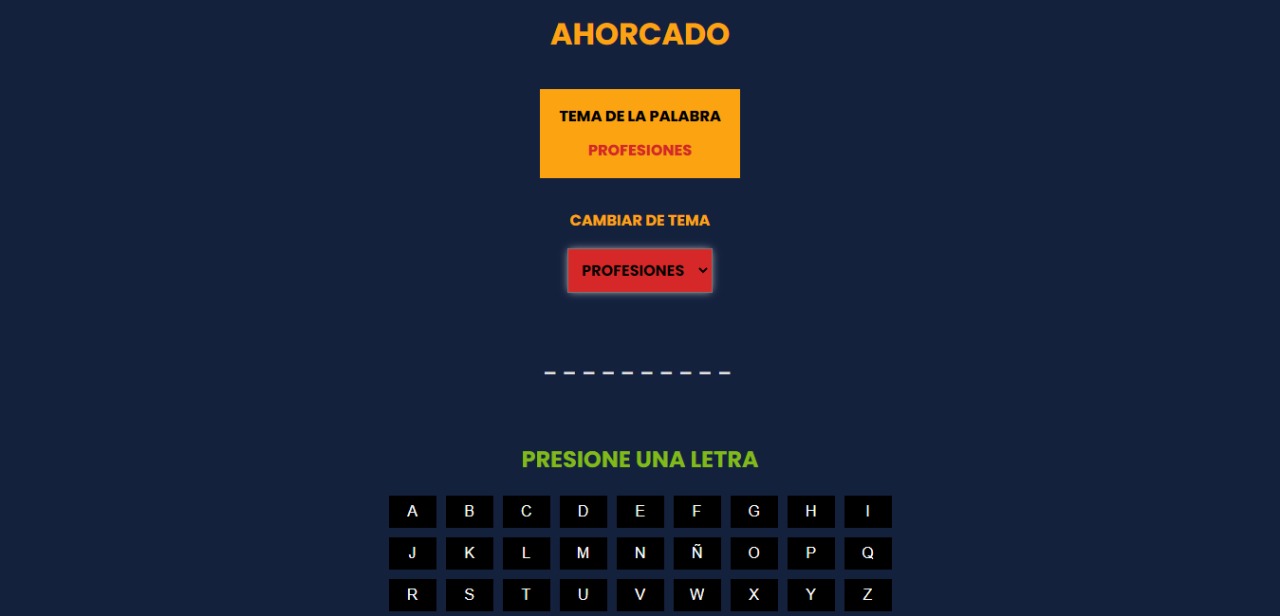 AHORCADO
TEMA DE LA PALABRA
PROFESIONES
CAMBIAR DE TEMA
PROFESIONES
_ _ _ _ _ _ _ _ _ _
PRESIONE UNA LETRA
A B C D E F G H I
J K L M N Ñ O P Q
R S T U V W X Y Z